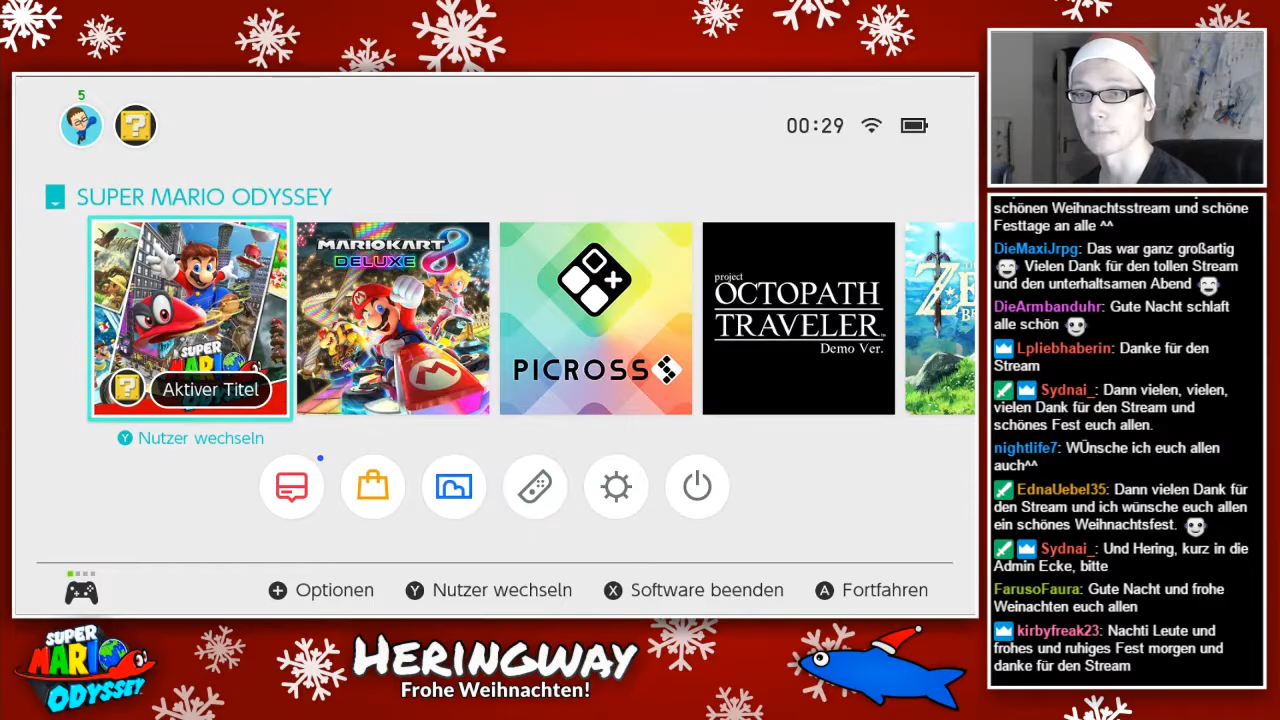 5
00:29
SUPER MARIO ODYSSEY
MARIOKART 8
DELUXE
SUPER
MARIO
Aktiver Titel
PICROSS
project
OCTOPATH
TRAVELER
Demo Ver.
Y Nutzer wechseln
+ Optionen
Y Nutzer wechseln
X Software beenden
A Fortfahren
SUPER
MARIO
ODYSSEY
HERINGWAY
Frohe Weihnachten!
schönen Weihnachtsstream und schöne
Festtage an alle ^^
DieMaxiJrpg: Das war ganz großartig
Vielen Dank für den tollen Stream
und den unterhaltsamen Abend
DieArmbanduhr: Gute Nacht schlaft
alle schön
Lpliebhaberin: Danke für den
Stream
Sydnai_: Dann vielen, vielen,
vielen Dank für den Stream und
schönes Fest euch allen.
nightlife7: WÜnsche ich euch allen
auch^^
EdnaUebel35: Dann vielen Dank für
den Stream und ich wünsche euch allen
ein schönes Weihnachtsfest.
Sydnai_: Und Hering, kurz in die
Admin Ecke, bitte
FarusoFaura: Gute Nacht und frohe
Weinachten euch allen
kirbyfreak23: Nachti Leute und
frohes und ruhiges Fest morgen und
danke für den Stream